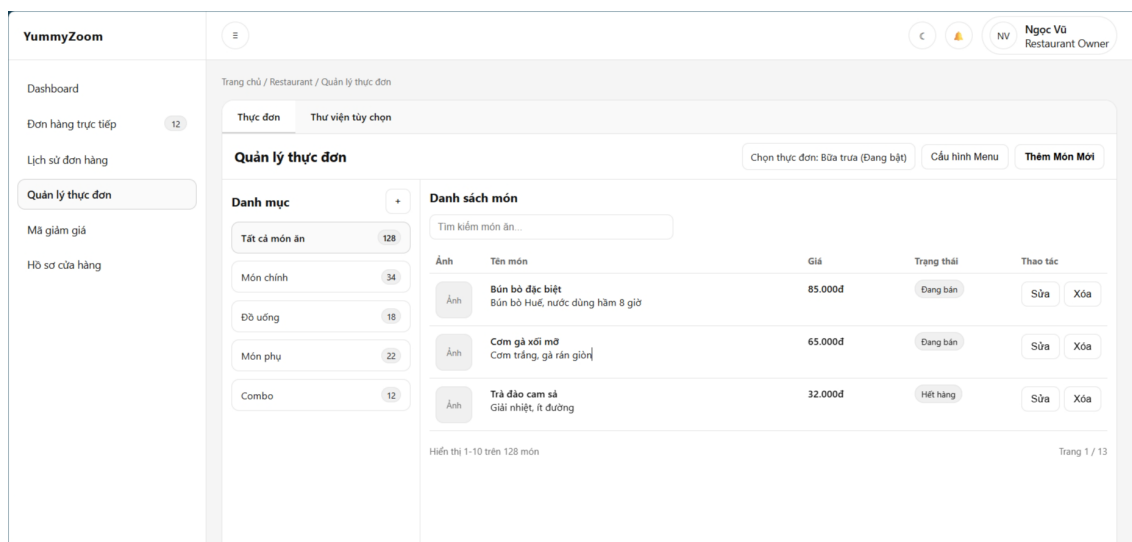 YummyZoom
Ξ
☾
🔔
NV
Ngọc Vũ
Restaurant Owner
Dashboard
Đơn hàng trực tiếp 12
Lịch sử đơn hàng
Quản lý thực đơn
Mã giảm giá
Hồ sơ cửa hàng
Trang chủ / Restaurant / Quản lý thực đơn
Thực đơn Thư viện tùy chọn
Quản lý thực đơn
Chọn thực đơn: Bữa trưa (Đang bật) Cấu hình Menu Thêm Món Mới
Danh mục +
Tất cả món ăn 128
Món chính 34
Đồ uống 18
Món phụ 22
Combo 12
Danh sách món
Tìm kiếm món ăn...
Ảnh Tên món Giá Trạng thái Thao tác
Ảnh Bún bò đặc biệt 85.000đ Đang bán Sửa Xóa
Bún bò Huế, nước dùng hầm 8 giờ
Ảnh Cơm gà xối mỡ 65.000đ Đang bán Sửa Xóa
Cơm trắng, gà rán giòn
Ảnh Trà đào cam sả 32.000đ Hết hàng Sửa Xóa
Giải nhiệt, ít đường
Hiển thị 1-10 trên 128 món Trang 1 / 13